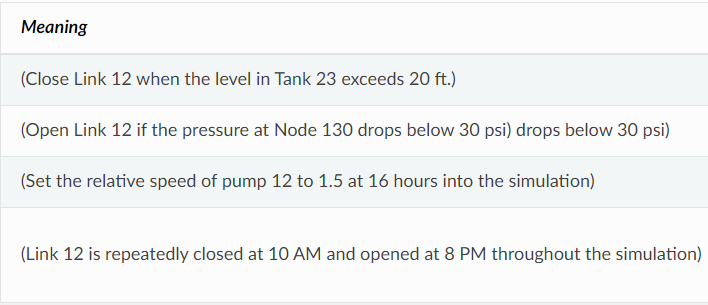 Meaning
(Close Link 12 when the level in Tank 23 exceeds 20 ft.)
(Open Link 12 if the pressure at Node 130 drops below 30 psi) drops below 30 psi)
(Set the relative speed of pump 12 to 1.5 at 16 hours into the simulation)
(Link 12 is repeatedly closed at 10 AM and opened at 8 PM throughout the simulation)